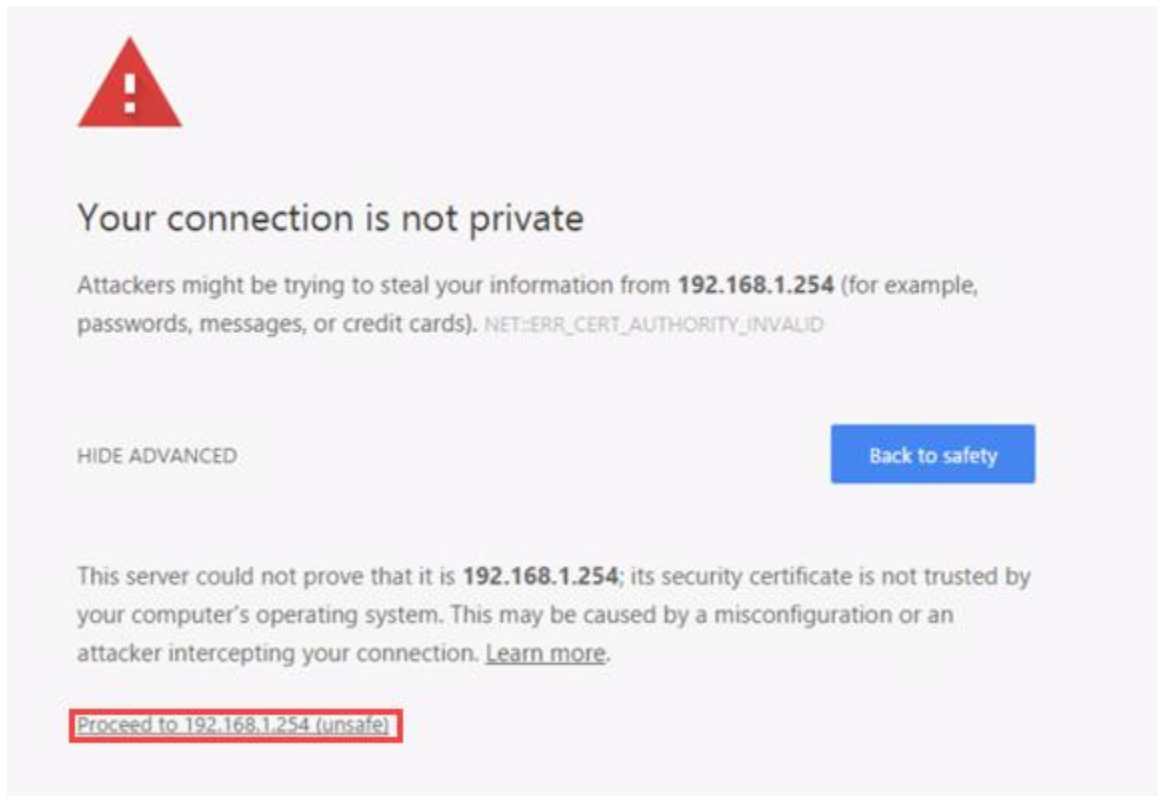 Your connection is not private
Attackers might be trying to steal your information from 192.168.1.254 (for example,
passwords, messages, or credit cards). NET::ERR_CERT_AUTHORITY_INVALID
HIDE ADVANCED
Back to safety
This server could not prove that it is 192.168.1.254; its security certificate is not trusted by
your computer's operating system. This may be caused by a misconfiguration or an
attacker intercepting your connection. Learn more.
Proceed to 192.168.1.254 (unsafe)